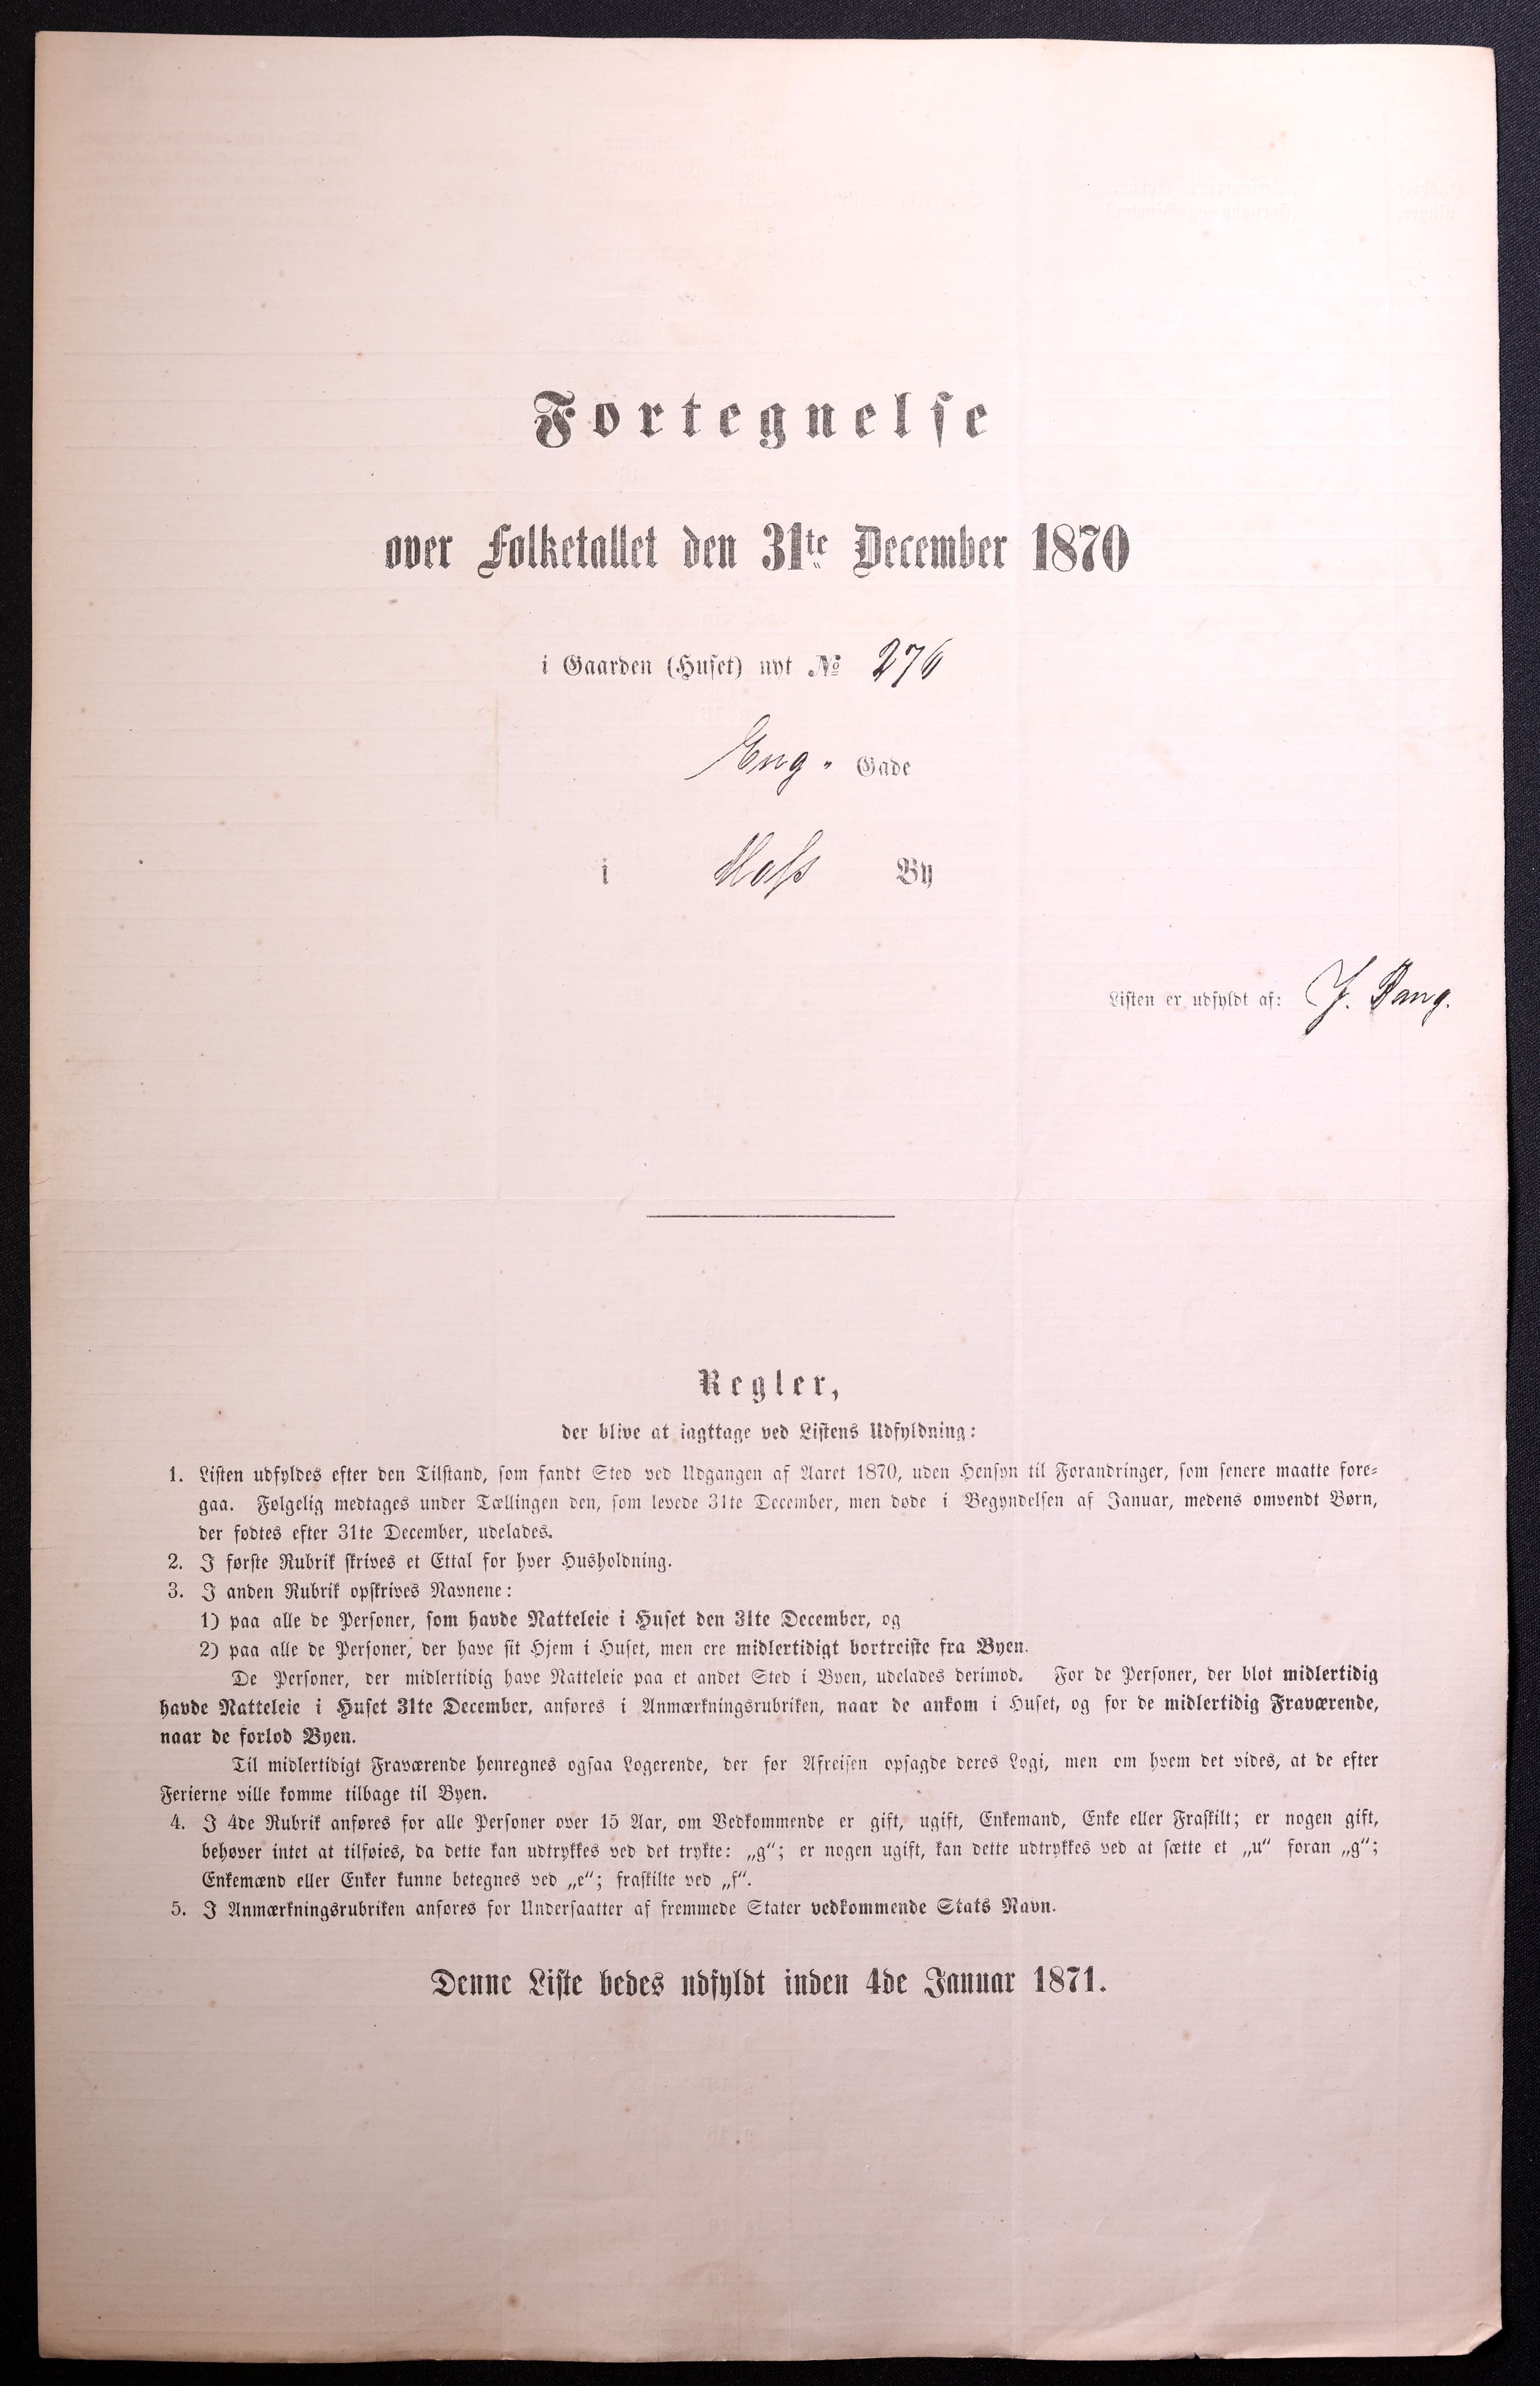 Fortegnelse
over Folketallet den 31te December 1870
i Gaarden (Huset) nyt № 276
Eng- Gade
i Moss By
Listen er udfyldt af: J. Bang.
Regler,
der blive at iagttage ved Listens Udfyldning:
1. Listen udfyldes efter den Tilstand, som fandt Sted ved Udgangen af Aaret 1870, uden Hensyn til Forandringer, som senere maatte fore-
gaa. Følgelig medtages under Tællingen den, som levede 31te December, men døde i Begyndelsen af Januar, medens omvendt Børn,
der fødtes efter 31te December, udelades.
2. I første Rubrik skrives et Ettal for hver Husholdning.
3. I anden Rubrik opskrives Navnene:
1) paa alle de Personer, som havde Natteleie i Huset den 31te December, og
2) paa alle de Personer, der have sit Hjem i Huset, men ere midlertidigt bortreiste fra Byen.
De Personer, der midlertidig have Natteleie paa et andet Sted i Byen, udelades derimod. For de Personer, der blot midlertidig
havde Natteleie i Huset 31te December, anføres i Anmærkningsrubriken, naar de ankom i Huset, og for de midlertidig Fraværende,
naar de forlod Byen.
Til midlertidigt Fraværende henregnes ogsaa Logerende, der før Afreisen opsagde deres Logi, men om hvem det vides, at de efter
Ferierne ville komme tilbage til Byen.
4. I 4de Rubrik anføres for alle Personer over 15 Aar, om Vedkommende er gift, ugift, Enkemand, Enke eller Fraskilt; er nogen gift,
behøver intet at tilføies, da dette kan udtrykkes ved det trykte: „g“; er nogen ugift, kan dette udtrykkes ved at sætte et „u“ foran „g“;
Enkemænd eller Enker kunne betegnes ved „e“; fraskilte ved „f“.
5. I Anmærkningsrubriken anføres for Undersaatter af fremmede Stater vedkommende Stats Navn.
Denne Liste bedes udfyldt inden 4de Januar 1871.